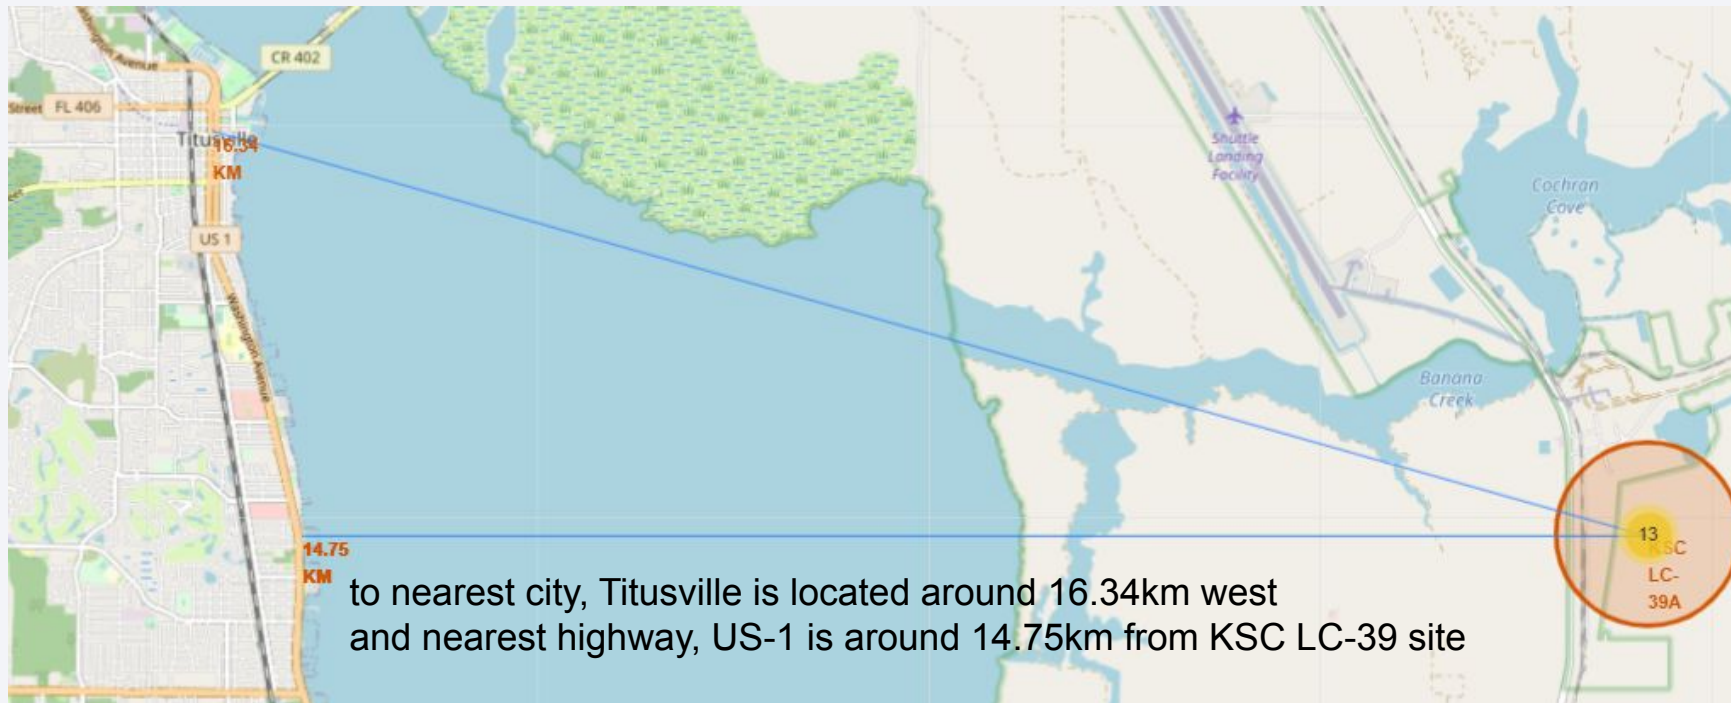 Washington Avenue
CR 402
Street
FL 406
Titusville
16.34
KM
US 1
Washington Avenue
Shuttle
Landing
Facility
Cochran
Cove
Banana
Creek
13
KSC
LC-
39A
14.75
KM
to nearest city, Titusville is located around 16.34km west
and nearest highway, US-1 is around 14.75km from KSC LC-39 site